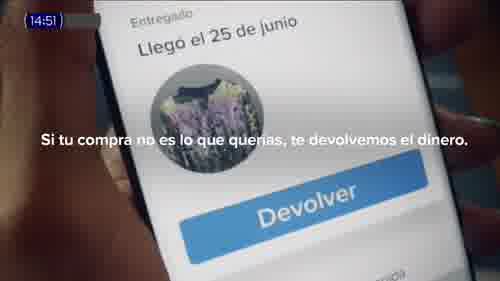 14:51
Entregado
Llegó el 25 de junio
Si tu compra no es lo que querías, te devolvemos el dinero.
Devolver